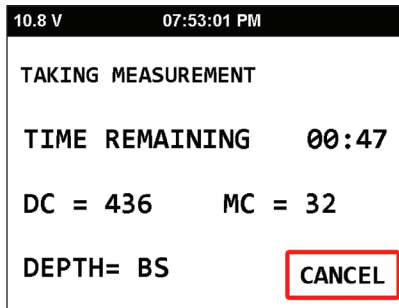 10.8 V 07:53:01 PM
TAKING MEASUREMENT
TIME REMAINING 00:47
DC = 436 MC = 32
DEPTH= BS
CANCEL